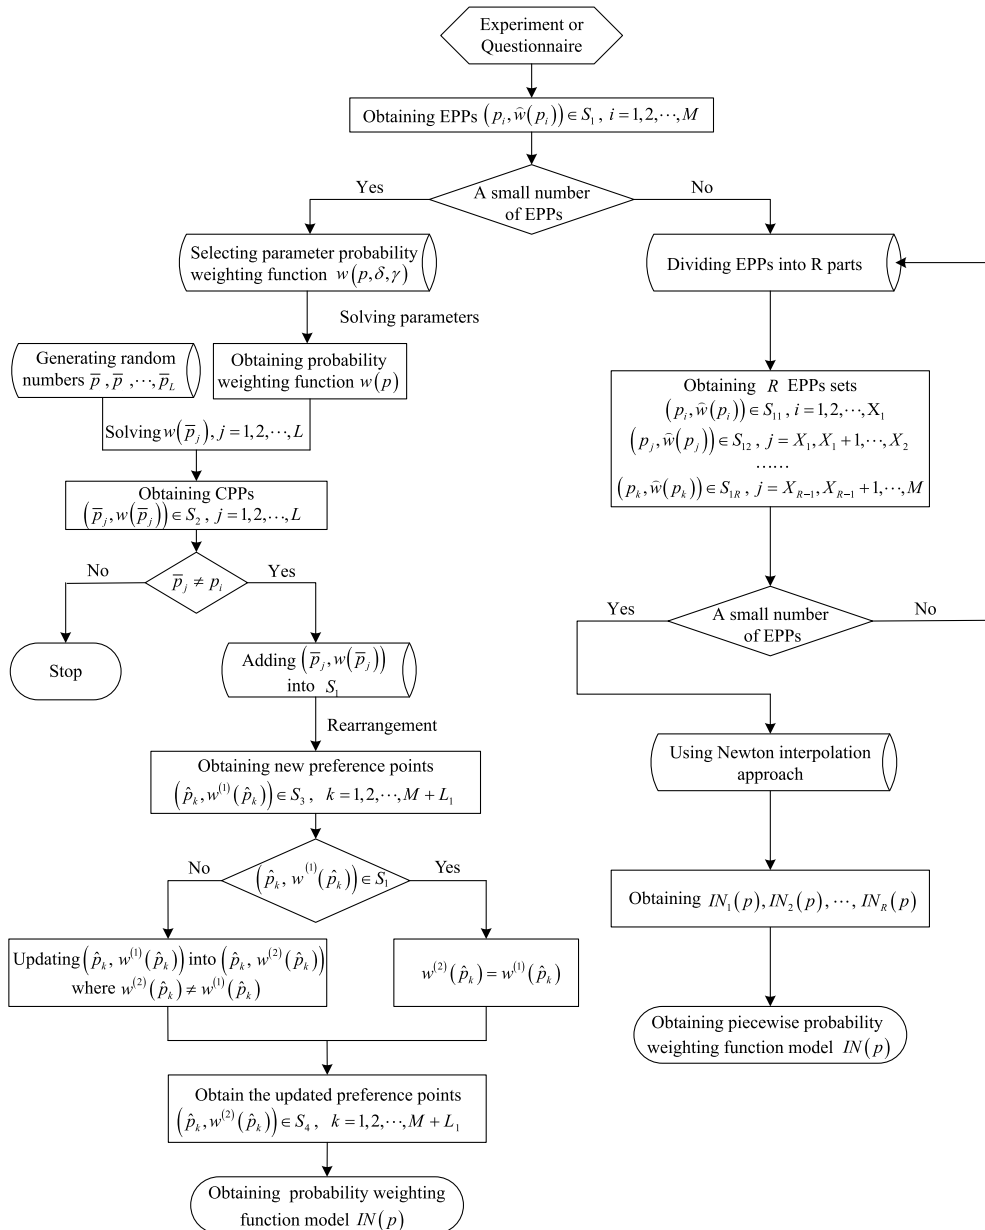 Experiment or
Questionnaire
Obtaining EPPs (p_i, ŵ(p_i)) ∈ S_1, i = 1, 2, ⋯, M
A small number
of EPPs
Yes
No
Selecting parameter probability
weighting function w(p, δ, γ)
Solving parameters
Generating random
numbers p̅, p̅, ⋯, p̅_L
Obtaining probability
weighting function w(p)
Solving w(p̅_j), j = 1, 2, ⋯, L
Obtaining CPPs
(p̅_j, w(p̅_j)) ∈ S_2, j = 1, 2, ⋯, L
p̅_j ≠ p_i
No
Yes
Stop
Adding (p̅_j, w(p̅_j))
into S_1
Rearrangement
Obtaining new preference points
(p̂_k, w^(1)(p̂_k)) ∈ S_3, k = 1, 2, ⋯, M + L_1
(p̂_k, w^(1)(p̂_k)) ∈ S_1
No
Yes
Updating (p̂_k, w^(1)(p̂_k)) into (p̂_k, w^(2)(p̂_k))
where w^(2)(p̂_k) ≠ w^(1)(p̂_k)
w^(2)(p̂_k) = w^(1)(p̂_k)
Obtain the updated preference points
(p̂_k, w^(2)(p̂_k)) ∈ S_4, k = 1, 2, ⋯, M + L_1
Obtaining probability weighting
function model IN(p)
Dividing EPPs into R parts
Obtaining R EPPs sets
(p_i, ŵ(p_i)) ∈ S_11, i = 1, 2, ⋯, X_1
(p_j, ŵ(p_j)) ∈ S_12, j = X_1, X_1 + 1, ⋯, X_2
⋯⋯
(p_k, ŵ(p_k)) ∈ S_1R, j = X_{R−1}, X_{R−1} + 1, ⋯, M
A small number
of EPPs
Yes
No
Using Newton interpolation
approach
Obtaining IN_1(p), IN_2(p), ⋯, IN_R(p)
Obtaining piecewise probability
weighting function model IN(p)